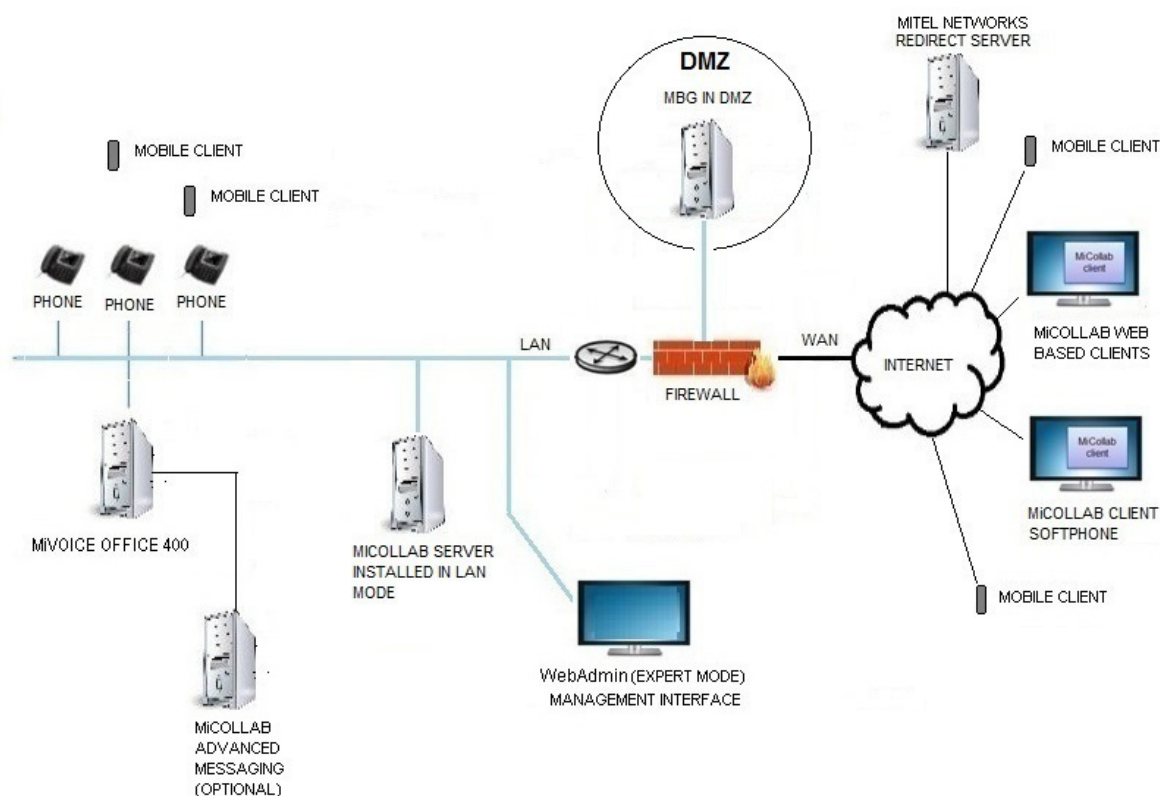 MITEL NETWORKS
REDIRECT SERVER
DMZ
MBG IN DMZ
MOBILE CLIENT
MOBILE CLIENT
MOBILE CLIENT
PHONE
PHONE
PHONE
LAN
FIREWALL
WAN
INTERNET
MiCollab
client
MiCOLLAB WEB
BASED CLIENTS
MiCollab
client
MiCOLLAB CLIENT
SOFTPHONE
MOBILE CLIENT
MiVOICE OFFICE 400
MICOLLAB SERVER
INSTALLED IN LAN
MODE
WebAdmin (EXPERT MODE)
MANAGEMENT INTERFACE
MiCOLLAB
ADVANCED
MESSAGING
(OPTIONAL)